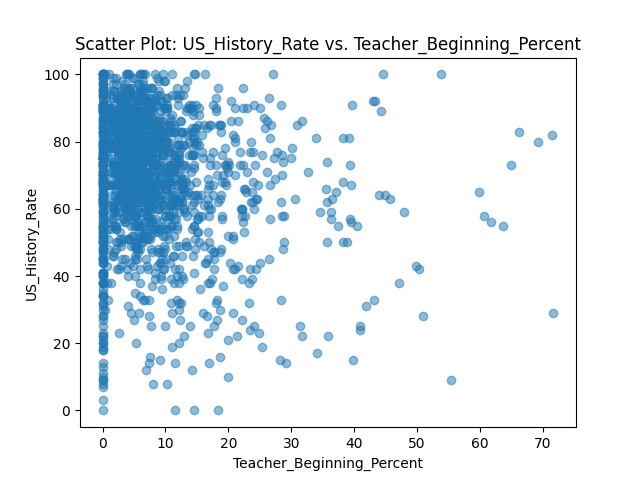 Scatter Plot: US_History_Rate vs. Teacher_Beginning_Percent
100
80
60
40
20
0
US_History_Rate
0 10 20 30 40 50 60 70
Teacher_Beginning_Percent